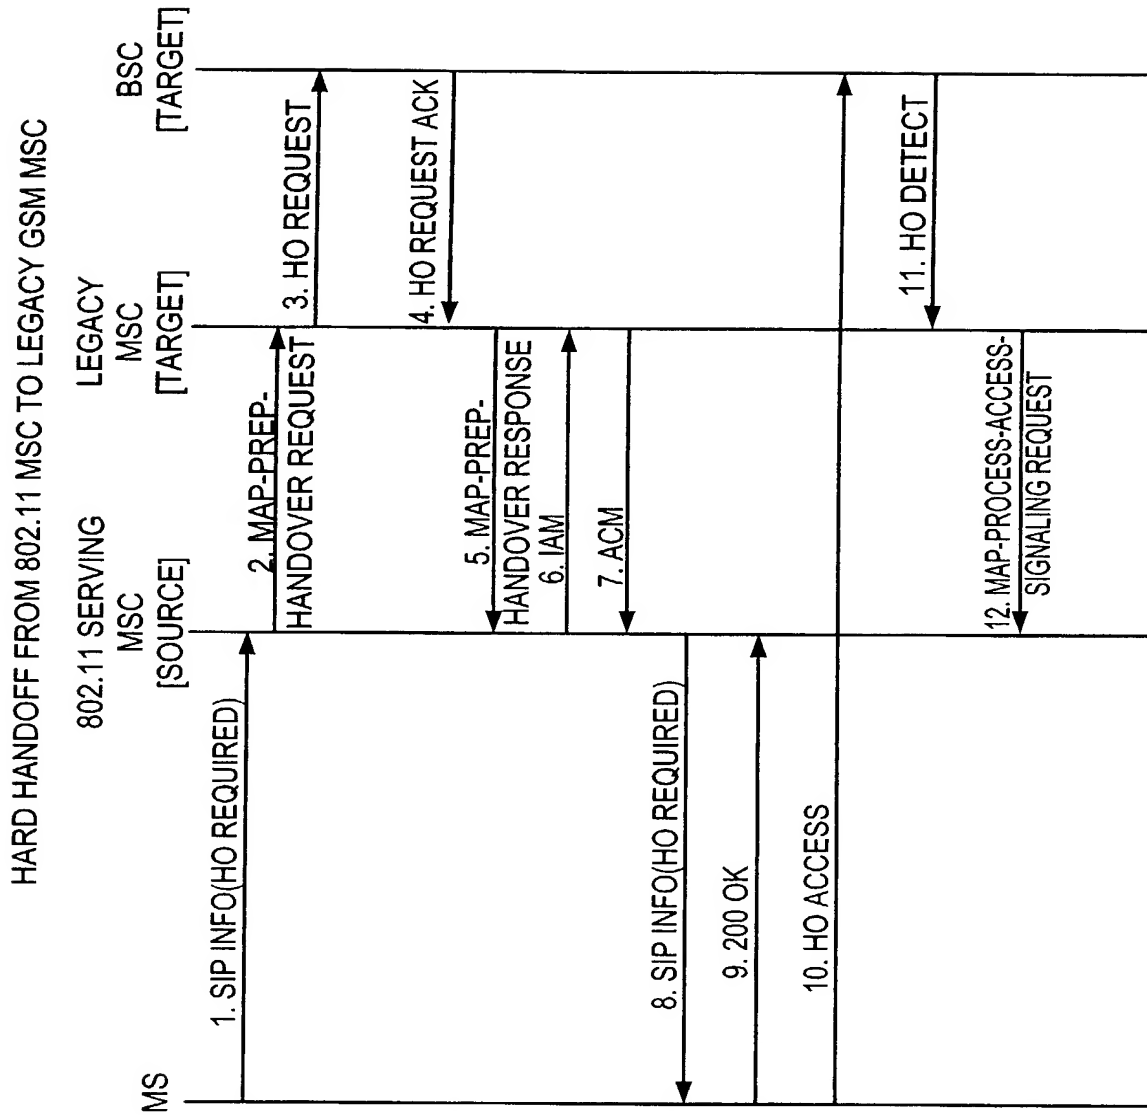 HARD HANDOFF FROM 802.11 MSC TO LEGACY GSM MSC
MS
802.11 SERVING
MSC
[SOURCE]
LEGACY
MSC
[TARGET]
BSC
[TARGET]
1. SIP INFO(HO REQUIRED)
2. MAP-PREP-
HANDOVER REQUEST
3. HO REQUEST
4. HO REQUEST ACK
5. MAP-PREP-
HANDOVER RESPONSE
6. IAM
7. ACM
8. SIP INFO(HO REQUIRED)
9. 200 OK
10. HO ACCESS
11. HO DETECT
12. MAP-PROCESS-ACCESS-
SIGNALING REQUEST